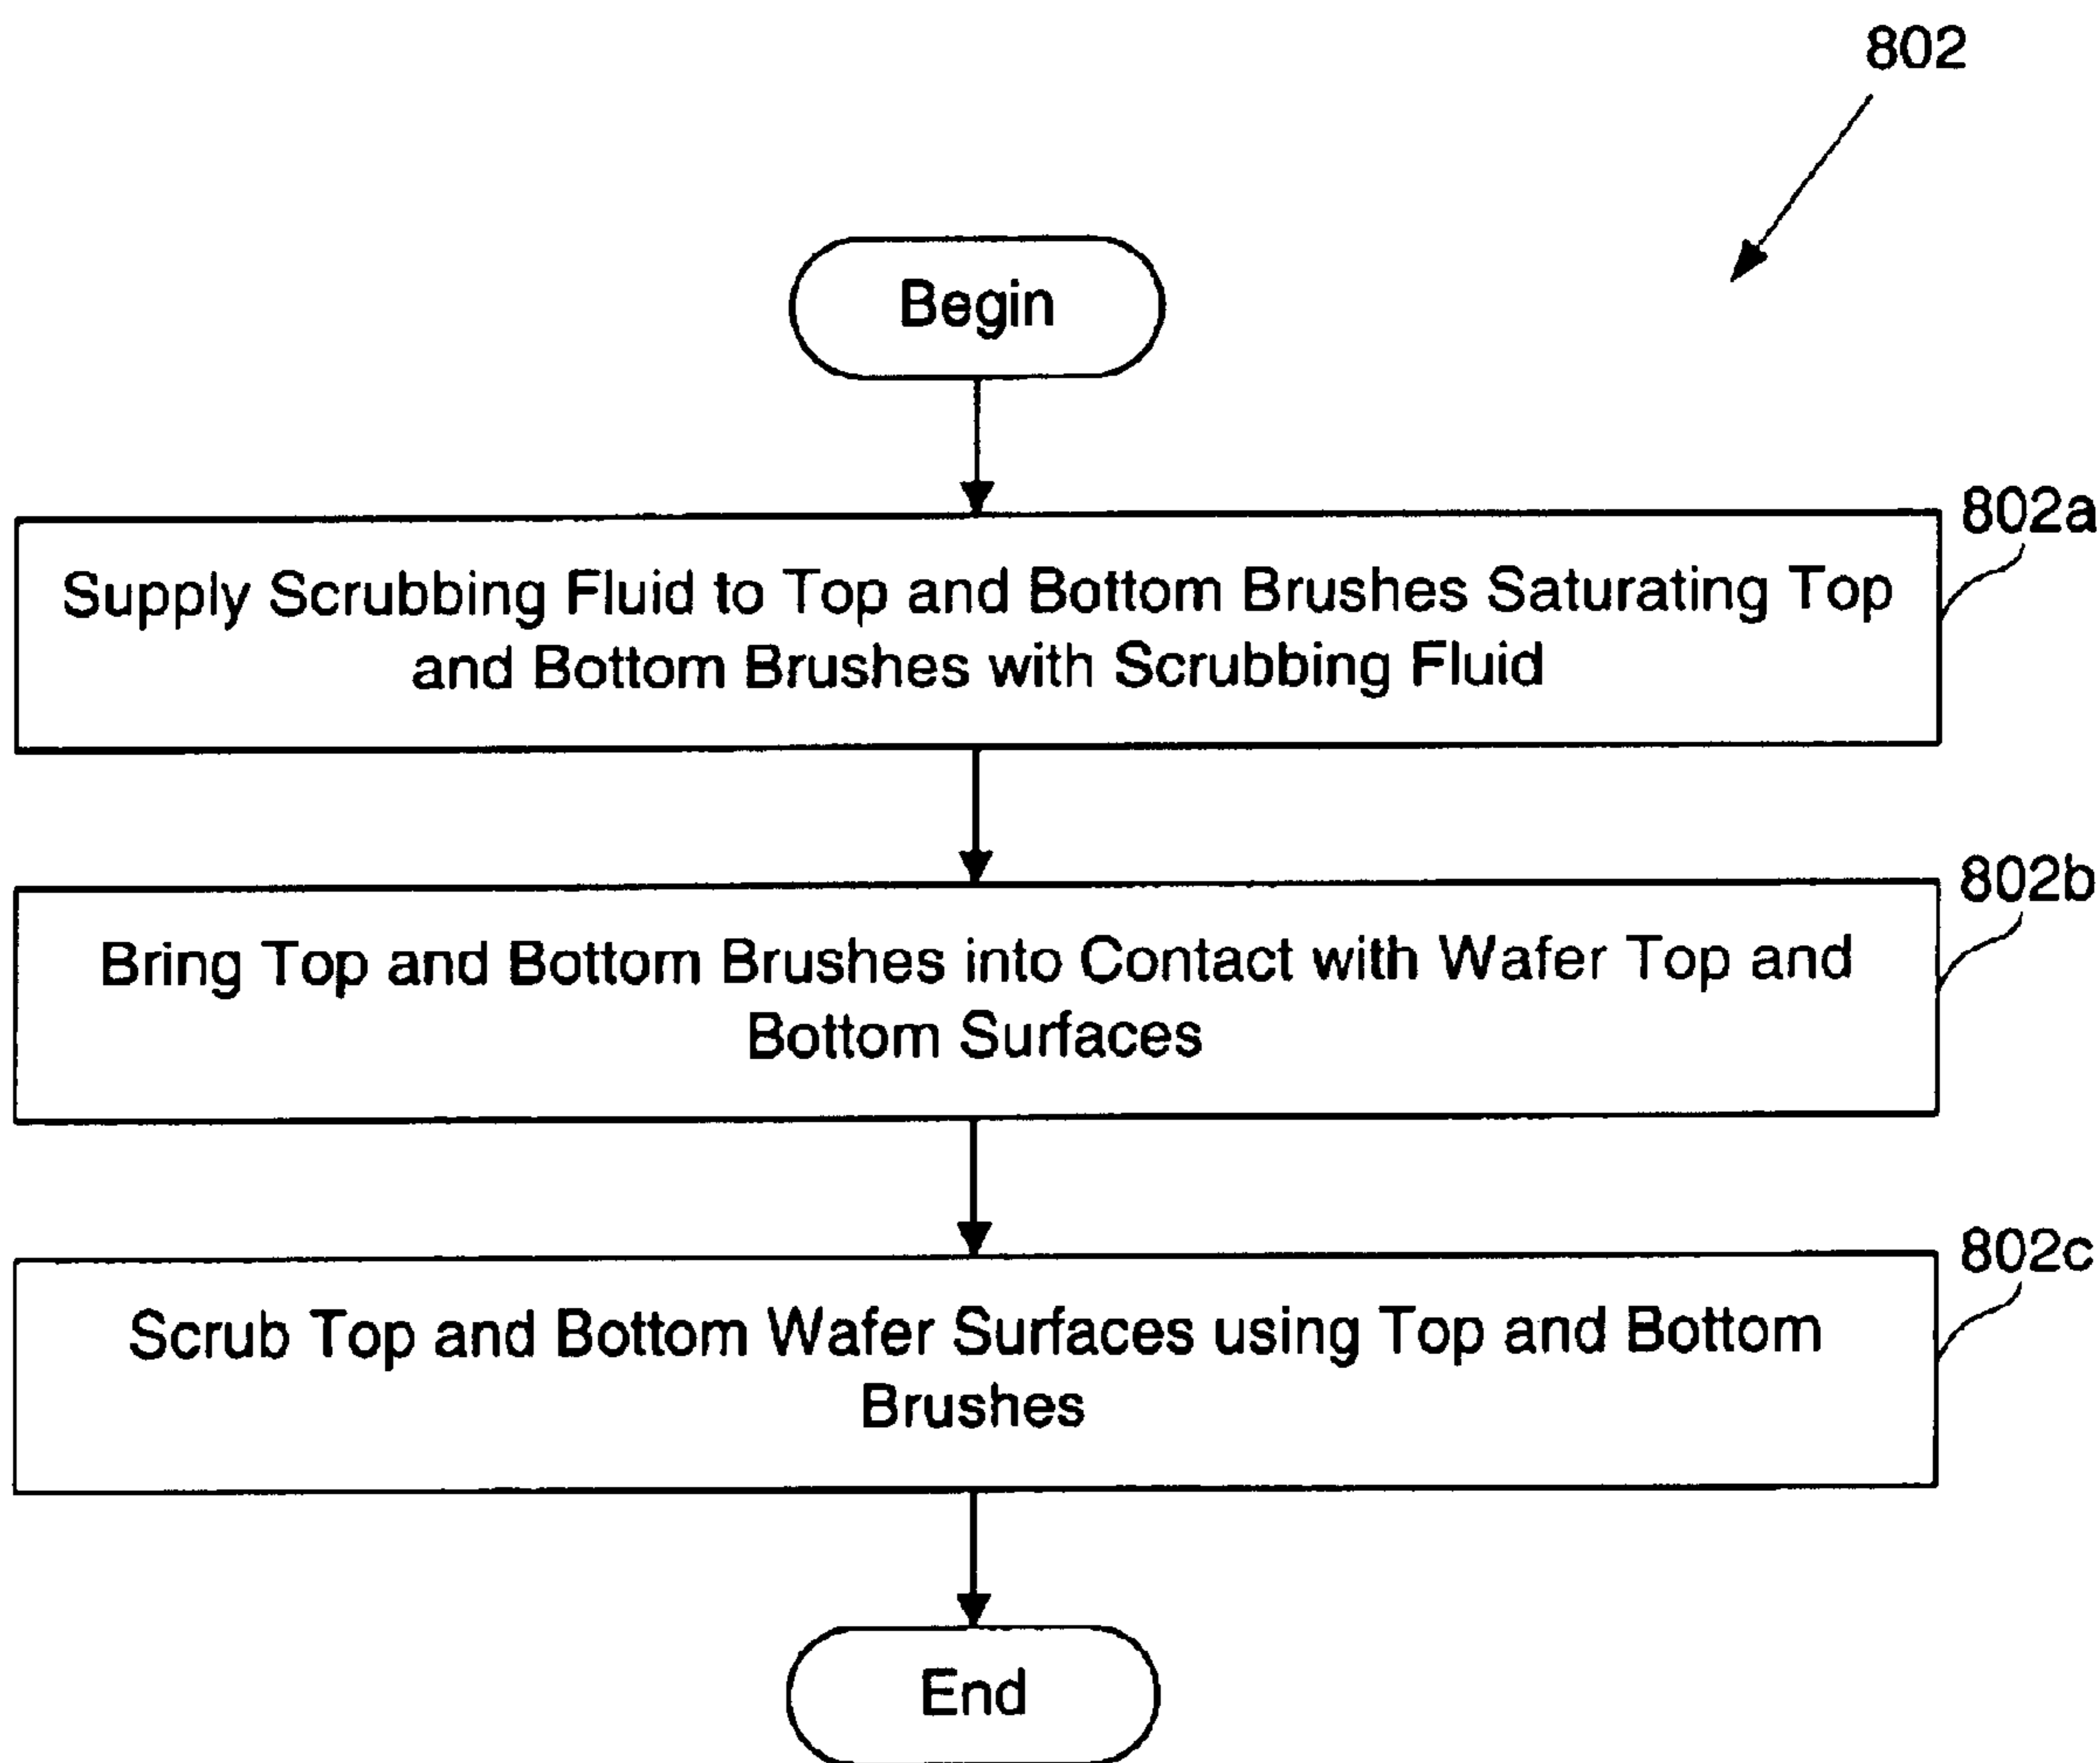 802
Begin
802a
Supply Scrubbing Fluid to Top and Bottom Brushes Saturating Top
and Bottom Brushes with Scrubbing Fluid
802b
Bring Top and Bottom Brushes into Contact with Wafer Top and
Bottom Surfaces
802c
Scrub Top and Bottom Wafer Surfaces using Top and Bottom
Brushes
End